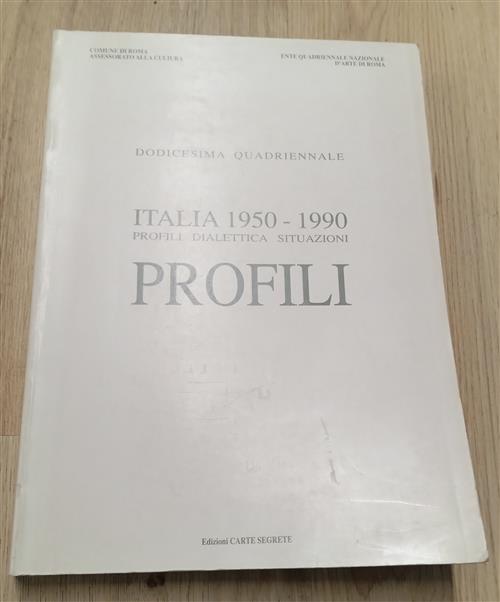 COMUNE DI ROMA
ASSESSORATO ALLA CULTURA
ENTE QUADRIENNALE NAZIONALE
D'ARTE DI ROMA
DODICESIMA QUADRIENNALE
ITALIA 1950 - 1990
PROFILI DIALETTICA SITUAZIONI
PROFILI
Edizioni CARTE SEGRETE